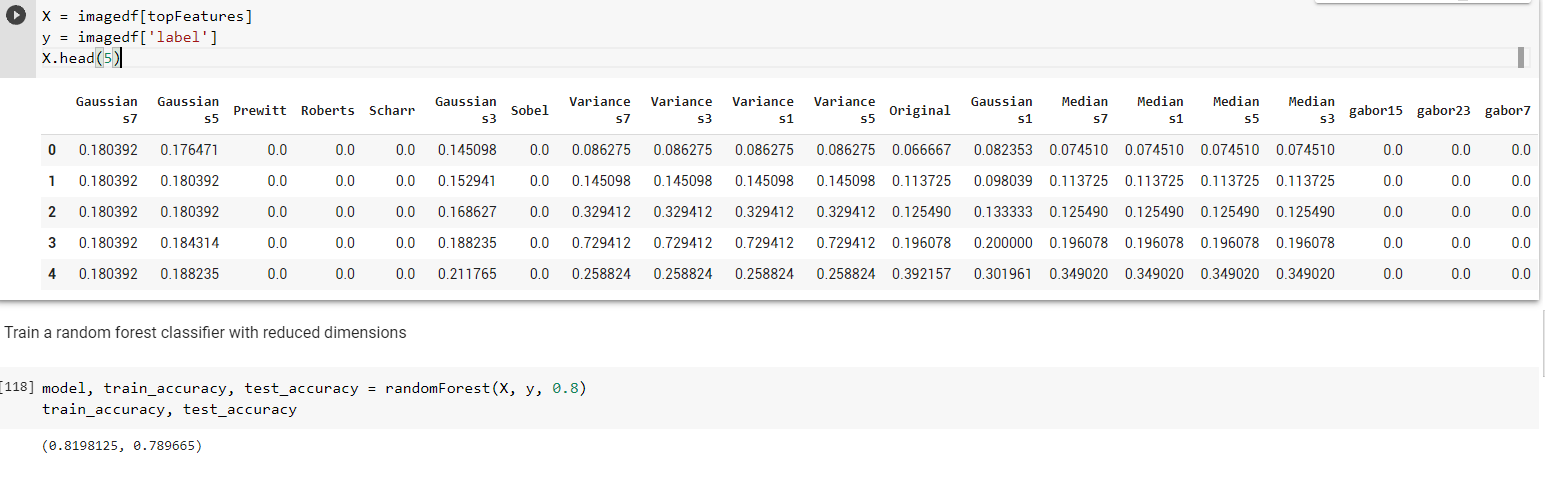 X = imagedf[topFeatures]
y = imagedf['label']
X.head(5)
Gaussian s7 Gaussian s5 Prewitt Roberts Scharr Gaussian s3 Sobel Variance s7 Variance s3 Variance s1 Variance s5 Original Gaussian s1 Median s7 Median s1 Median s5 Median s3 gabor15 gabor23 gabor7
0 0.180392 0.176471 0.0 0.0 0.0 0.145098 0.0 0.086275 0.086275 0.086275 0.086275 0.066667 0.082353 0.074510 0.074510 0.074510 0.074510 0.0 0.0 0.0
1 0.180392 0.180392 0.0 0.0 0.0 0.152941 0.0 0.145098 0.145098 0.145098 0.145098 0.113725 0.098039 0.113725 0.113725 0.113725 0.113725 0.0 0.0 0.0
2 0.180392 0.180392 0.0 0.0 0.0 0.168627 0.0 0.329412 0.329412 0.329412 0.329412 0.125490 0.133333 0.125490 0.125490 0.125490 0.125490 0.0 0.0 0.0
3 0.180392 0.184314 0.0 0.0 0.0 0.188235 0.0 0.729412 0.729412 0.729412 0.729412 0.196078 0.200000 0.196078 0.196078 0.196078 0.196078 0.0 0.0 0.0
4 0.180392 0.188235 0.0 0.0 0.0 0.211765 0.0 0.258824 0.258824 0.258824 0.258824 0.392157 0.301961 0.349020 0.349020 0.349020 0.349020 0.0 0.0 0.0
Train a random forest classifier with reduced dimensions
[118] model, train_accuracy, test_accuracy = randomForest(X, y, 0.8)
train_accuracy, test_accuracy
(0.8198125, 0.789665)